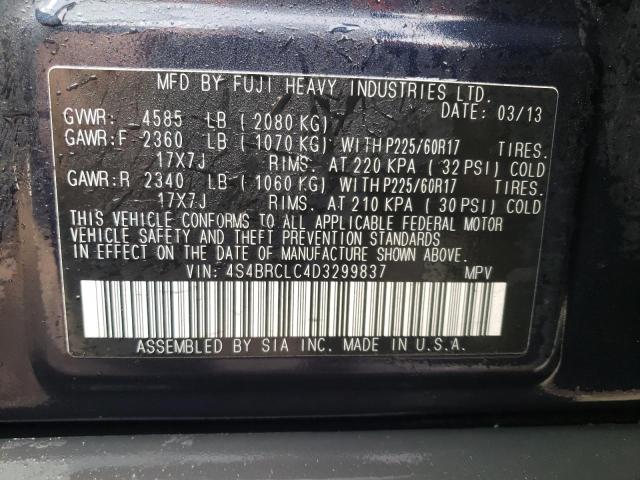 MFD BY FUJI HEAVY INDUSTRIES LTD.
GVWR: 4585 LB ( 2080 KG) DATE: 03/13
GAWR:F 2360 LB ( 1070 KG) WITH P225/60R17 TIRES.
17X7J RIMS. AT 220 KPA ( 32 PSI) COLD
GAWR:R 2340 LB ( 1060 KG) WITH P225/60R17 TIRES.
17X7J RIMS. AT 210 KPA ( 30 PSI) COLD
THIS VEHICLE CONFORMS TO ALL APPLICABLE FEDERAL MOTOR
VEHICLE SAFETY AND THEFT PREVENTION STANDARDS
IN EFFECT ON THE DATE OF MANUFACTURE SHOWN ABOVE.
VIN: 4S4BRCLC4D3299837 MPV
ASSEMBLED BY SIA INC. MADE IN U.S.A.